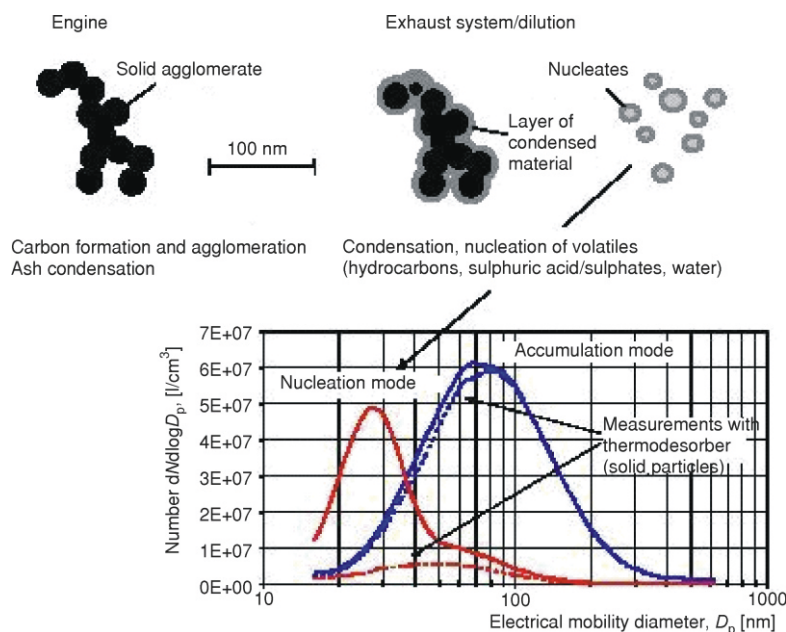 Engine
Exhaust system/dilution
Solid agglomerate
Nucleates
Layer of
condensed
material
100 nm
Carbon formation and agglomeration
Ash condensation
Condensation, nucleation of volatiles
(hydrocarbons, sulphuric acid/sulphates, water)
7E+07
6E+07
5E+07
4E+07
3E+07
2E+07
1E+07
0E+00
Number dNdlogDp, [l/cm3]
Accumulation mode
Nucleation mode
Measurements with
thermodesorber
(solid particles)
10
100
1000
Electrical mobility diameter, Dp [nm]